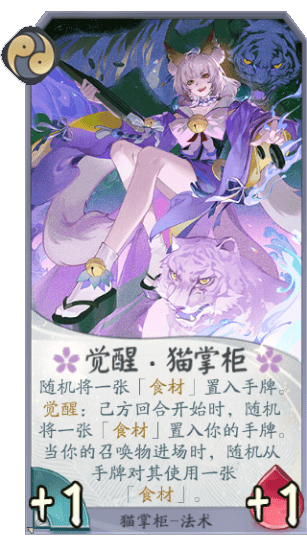 觉醒·猫掌柜
随机将一张「食材」置入手牌。
觉醒：己方回合开始时，随机
将一张「食材」置入你的手牌。
当你的召唤物进场时，随机从
手牌对其使用一张
「食材」。
+1
+1
猫掌柜-法术